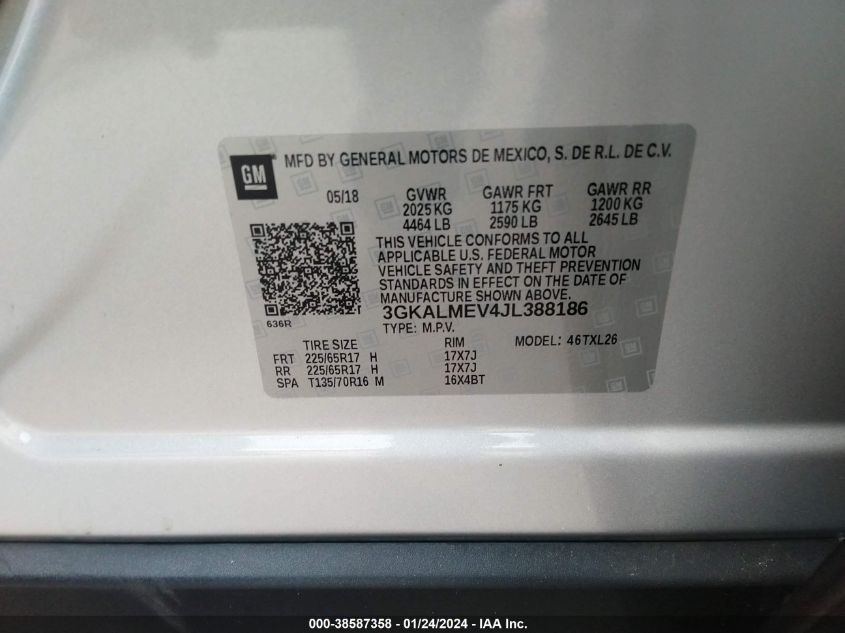 GM
MFD BY GENERAL MOTORS DE MEXICO, S. DE R.L. DE C.V.
05/18 GVWR GAWR FRT GAWR RR
2025 KG 1175 KG 1200 KG
4464 LB 2590 LB 2645 LB
THIS VEHICLE CONFORMS TO ALL
APPLICABLE U.S. FEDERAL MOTOR
VEHICLE SAFETY AND THEFT PREVENTION
STANDARDS IN EFFECT ON THE DATE OF
MANUFACTURE SHOWN ABOVE.
3GKALMEV4JL388186
636R
TYPE: M.P.V.
TIRE SIZE RIM MODEL: 46TXL26
FRT 225/65R17 H 17X7J
RR 225/65R17 H 17X7J
SPA T135/70R16 M 16X4BT
000-38587358 - 01/24/2024 - IAA Inc.